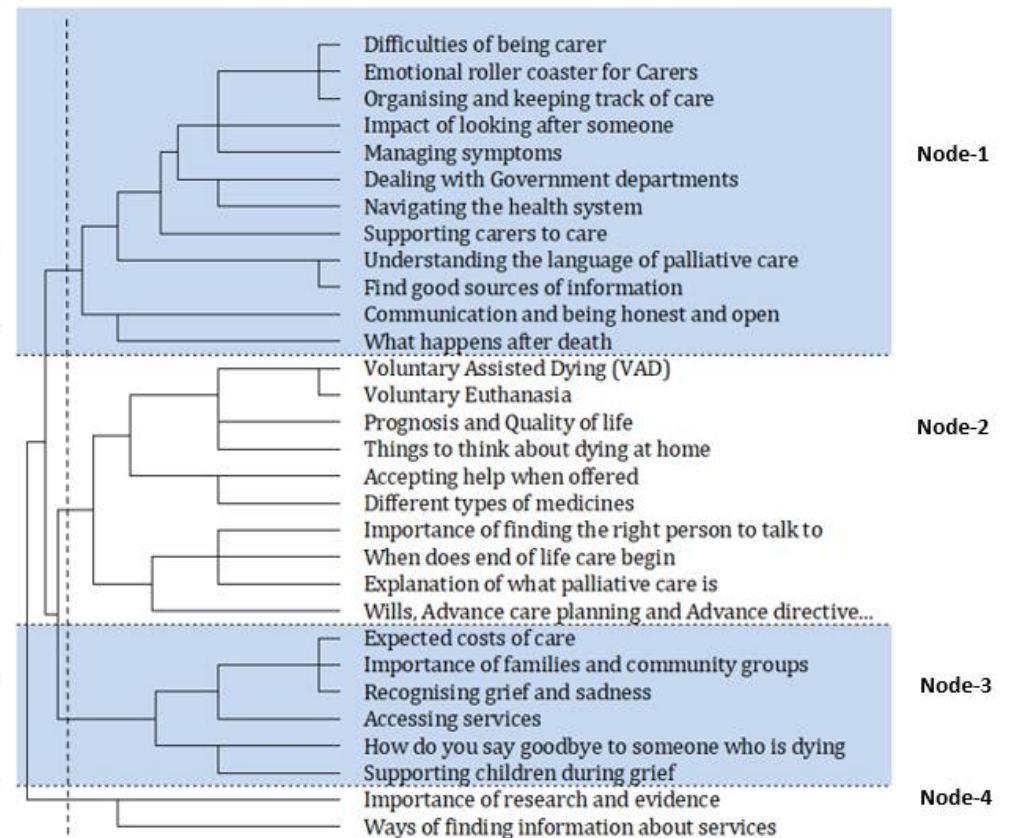 Difficulties of being carer
Emotional roller coaster for Carers
Organising and keeping track of care
Impact of looking after someone
Managing symptoms
Node-1
Dealing with Government departments
Navigating the health system
Supporting carers to care
Understanding the language of palliative care
Find good sources of information
Communication and being honest and open
What happens after death
Voluntary Assisted Dying (VAD)
Voluntary Euthanasia
Prognosis and Quality of life
Node-2
Things to think about dying at home
Accepting help when offered
Different types of medicines
Importance of finding the right person to talk to
When does end of life care begin
Explanation of what palliative care is
Wills, Advance care planning and Advance directive...
Expected costs of care
Importance of families and community groups
Recognising grief and sadness
Node-3
Accessing services
How do you say goodbye to someone who is dying
Supporting children during grief
Importance of research and evidence
Node-4
Ways of finding information about services